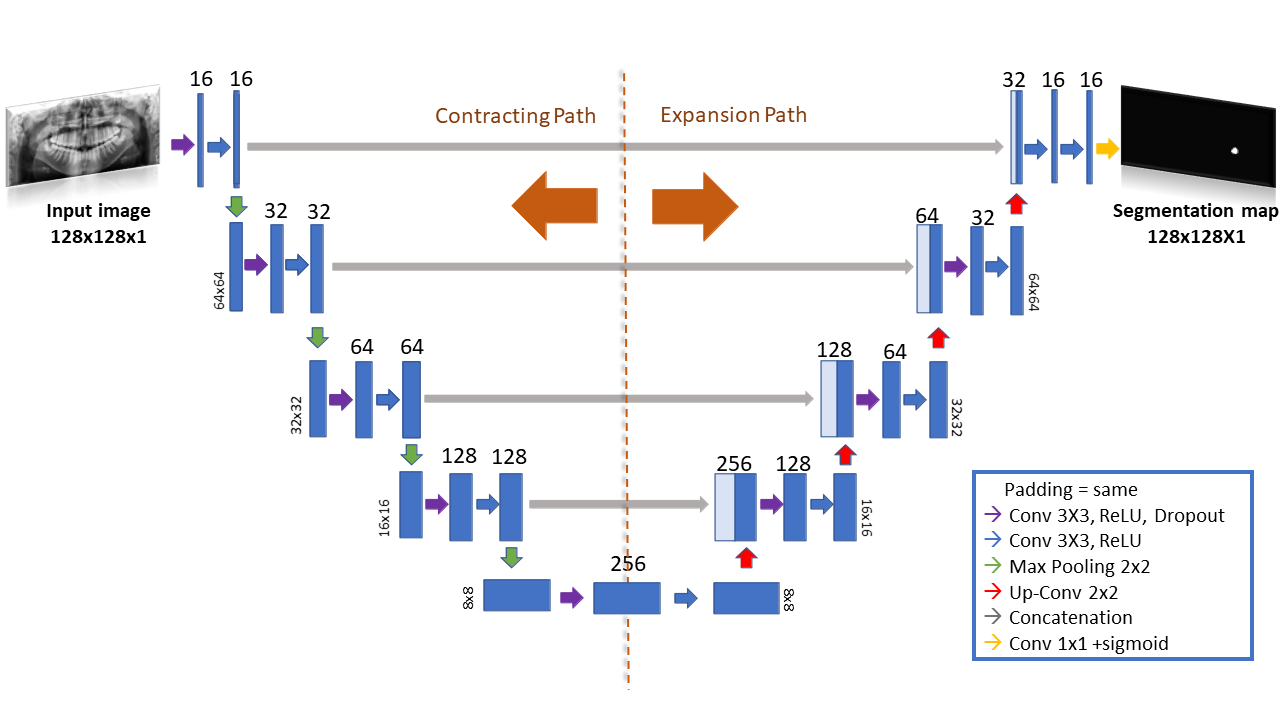 16 16
32 16 16
Contracting Path
Expansion Path
Input image
128x128x1
Segmentation map
128x128X1
32 32
64 32
64x64
64x64
64 64
128 64
32x32
32x32
128 128
256 128
16x16
16x16
256
8x8
8x8
Padding = same
Conv 3X3, ReLU, Dropout
Conv 3X3, ReLU
Max Pooling 2x2
Up-Conv 2x2
Concatenation
Conv 1x1 +sigmoid